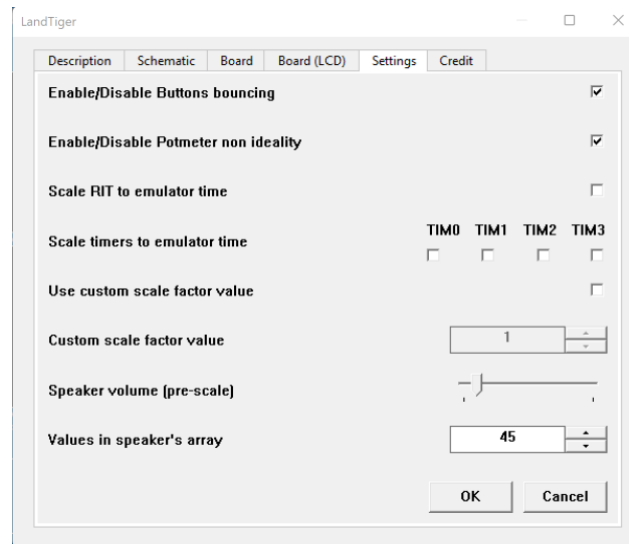 LandTiger
Description Schematic Board Board (LCD) Settings Credit
Enable/Disable Buttons bouncing
Enable/Disable Potmeter non ideality
Scale RIT to emulator time
TIM0 TIM1 TIM2 TIM3
Scale timers to emulator time
Use custom scale factor value
Custom scale factor value 1
Speaker volume (pre-scale)
Values in speaker's array 45
OK Cancel